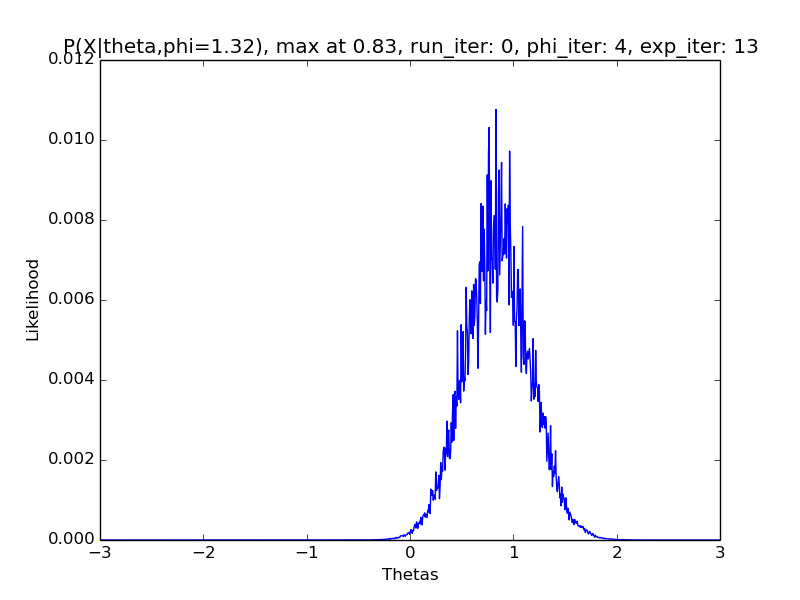 P(X|theta,phi=1.32), max at 0.83, run_iter: 0, phi_iter: 4, exp_iter: 13
0.012
0.010
0.008
0.006
0.004
0.002
0.000
Likelihood
−3 −2 −1 0 1 2 3
Thetas